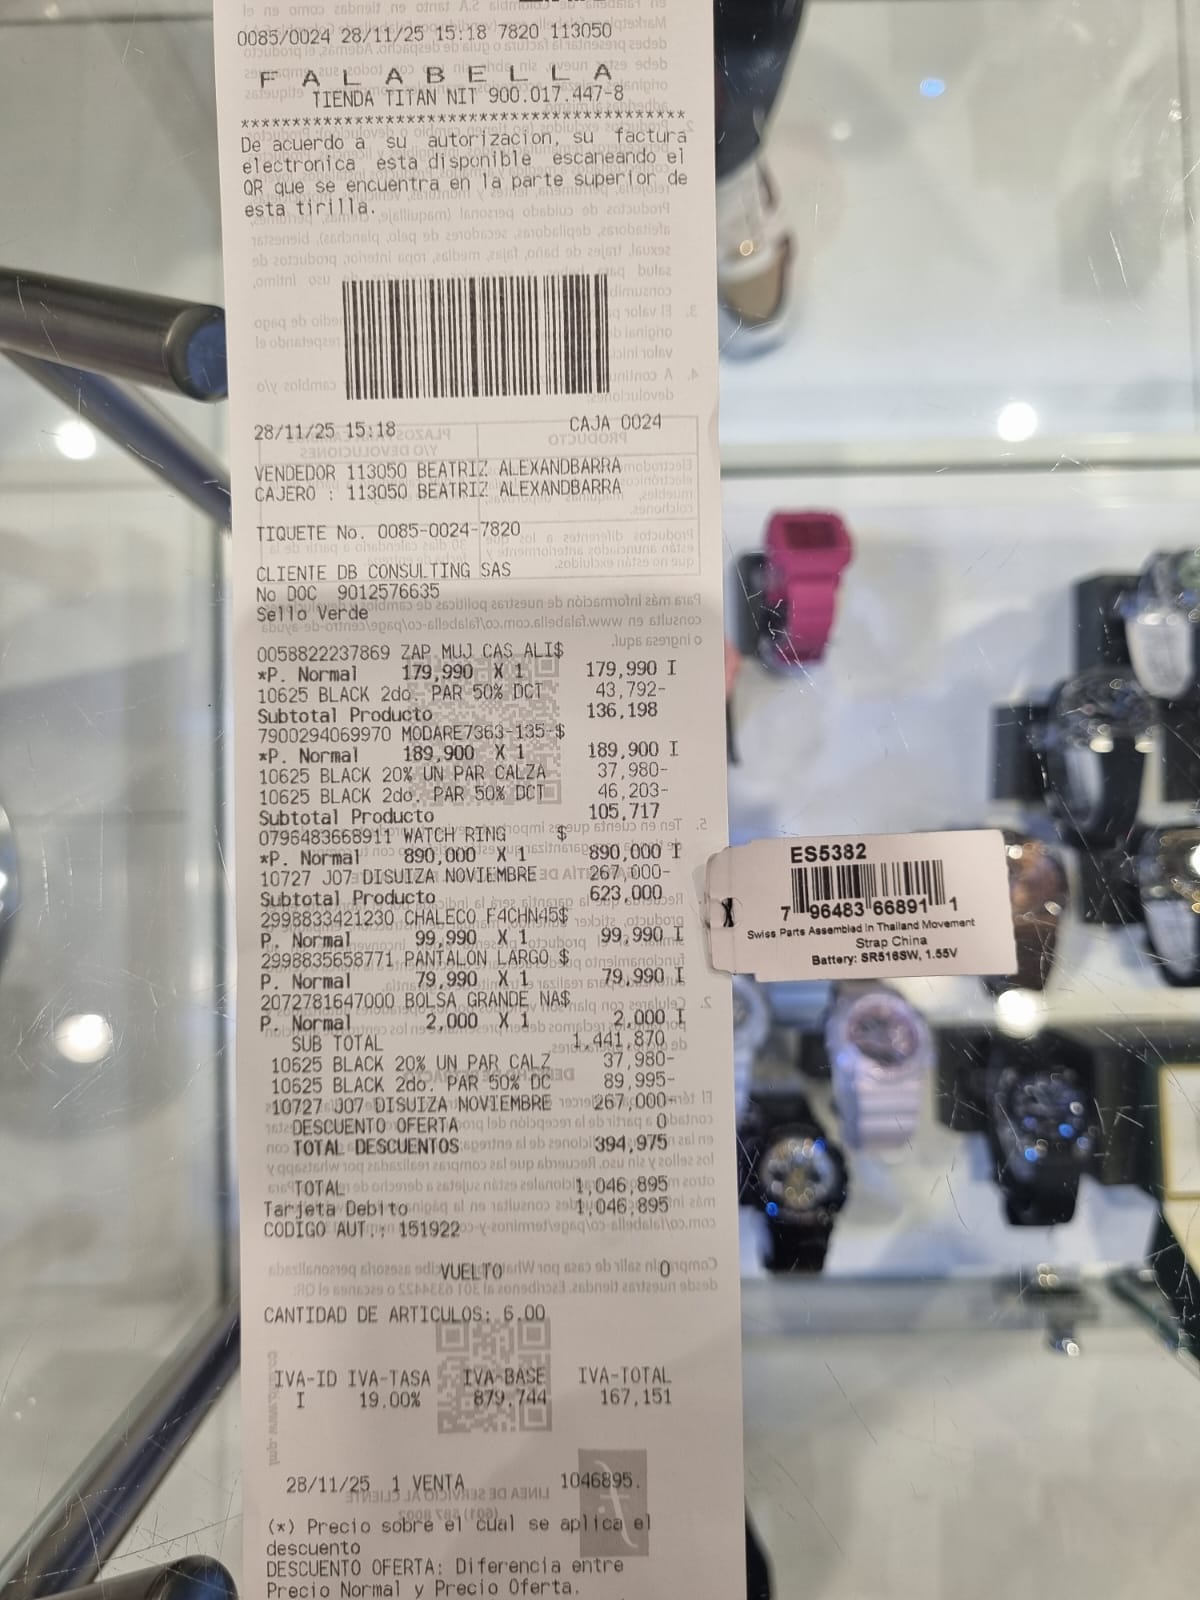 0085/0024 28/11/25 15:18 7820 113050
F A L A B E L L A
TIENDA TITAN NIT 900.017.447-8
******************************************
De acuerdo a su autorizacion, su factura
electronica esta disponible escaneando el
QR que se encuentra en la parte superior de
esta tirilla.
28/11/25 15:18 CAJA 0024
VENDEDOR 113050 BEATRIZ ALEXANDBARRA
CAJERO : 113050 BEATRIZ ALEXANDBARRA
TIQUETE No. 0085-0024-7820
CLIENTE DB CONSULTING SAS
No DOC 9012576635
Sello Verde
0058822237869 ZAP MUJ CAS ALI$
*P. Normal 179,990 X 1 179,990 I
10625 BLACK 2do. PAR 50% DCT 43,792-
Subtotal Producto 136,198
7900294069970 MODARE7363-135-$
*P. Normal 189,900 X 1 189,900 I
10625 BLACK 20% UN PAR CALZA 37,980-
10625 BLACK 2do. PAR 50% DCT 46,203-
Subtotal Producto 105,717
0796483668911 WATCH RING $
*P. Normal 890,000 X 1 890,000 I
10727 J07 DISUIZA NOVIEMBRE 267,000-
Subtotal Producto 623,000
2998833421230 CHALECO F4CHN45$
P. Normal 99,990 X 1 99,990 I
2998835658771 PANTALON LARGO $
P. Normal 79,990 X 1 79,990 I
2072781647000 BOLSA GRANDE NA$
P. Normal 2,000 X 1 2,000 I
SUB TOTAL 1,441,870
10625 BLACK 20% UN PAR CALZ 37,980-
10625 BLACK 2do. PAR 50% DC 89,995-
10727 J07 DISUIZA NOVIEMBRE 267,000-
DESCUENTO OFERTA 0
TOTAL DESCUENTOS 394,975
TOTAL 1,046,895
Tarjeta Debito 1,046,895
CODIGO AUT.: 151922
VUELTO 0
CANTIDAD DE ARTICULOS: 6.00
IVA-ID IVA-TASA IVA-BASE IVA-TOTAL
I 19.00% 879,744 167,151
28/11/25 1 VENTA 1046895.
(*) Precio sobre el cual se aplica el
descuento
DESCUENTO OFERTA: Diferencia entre
Precio Normal y Precio Oferta.
ES5382
7 96483 66891 1
Swiss Parts Assembled in Thailand Movement
Strap China
Battery: SR516SW, 1.55V